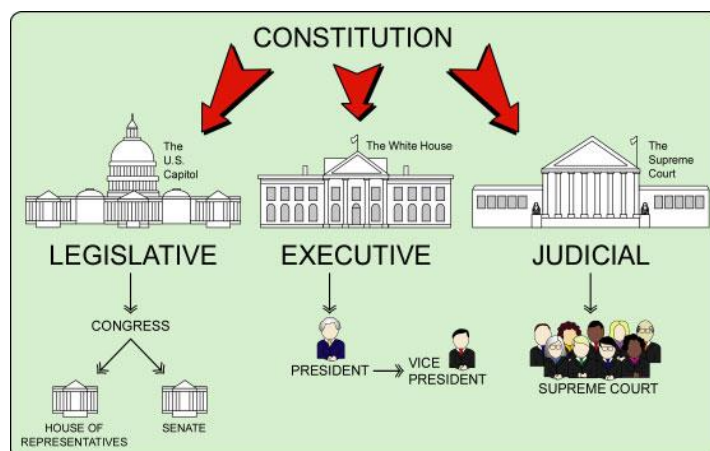 CONSTITUTION
The
U.S.
Capitol
The White House
The
Supreme
Court
LEGISLATIVE
EXECUTIVE
JUDICIAL
CONGRESS
HOUSE OF
REPRESENTATIVES
SENATE
PRESIDENT
VICE
PRESIDENT
SUPREME COURT